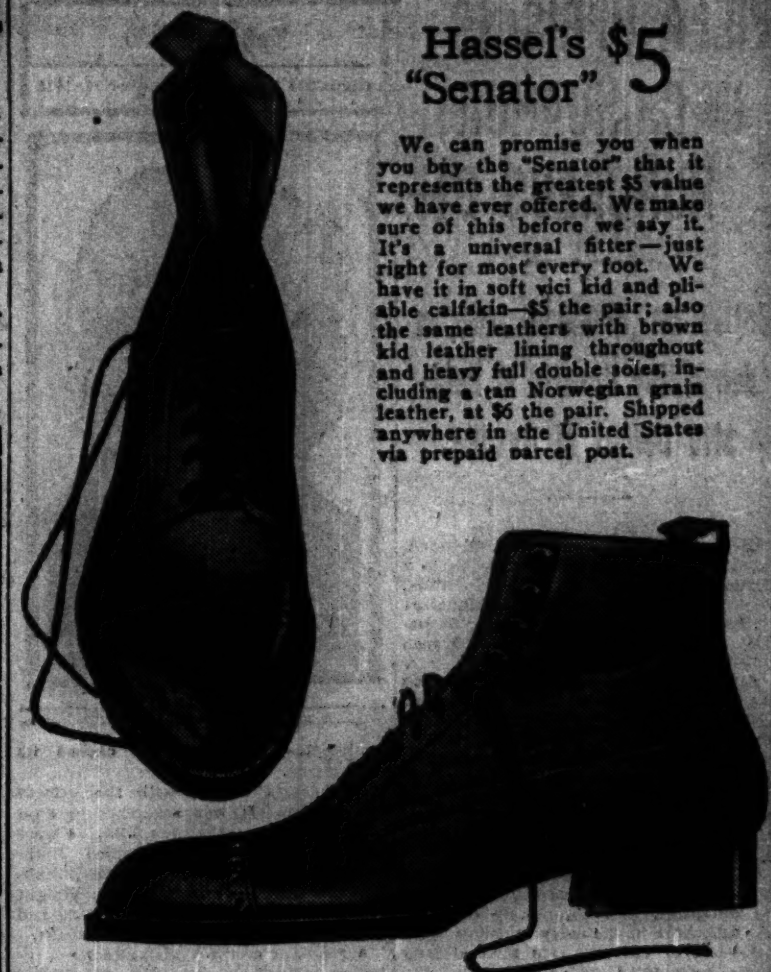 Hassel's $5
"Senator"
We can promise you when
you buy the "Senator" that it
represents the greatest $5 value
we have ever offered. We make
sure of this before we say it.
It's a universal fitter—just
right for most every foot. We
have it in soft vici kid and pli-
able calfskin—$5 the pair; also
the same leathers with brown
kid leather lining throughout
and heavy full double soles, in-
cluding a tan Norwegian grain
leather, at $6 the pair. Shipped
anywhere in the United States
via prepaid parcel post.